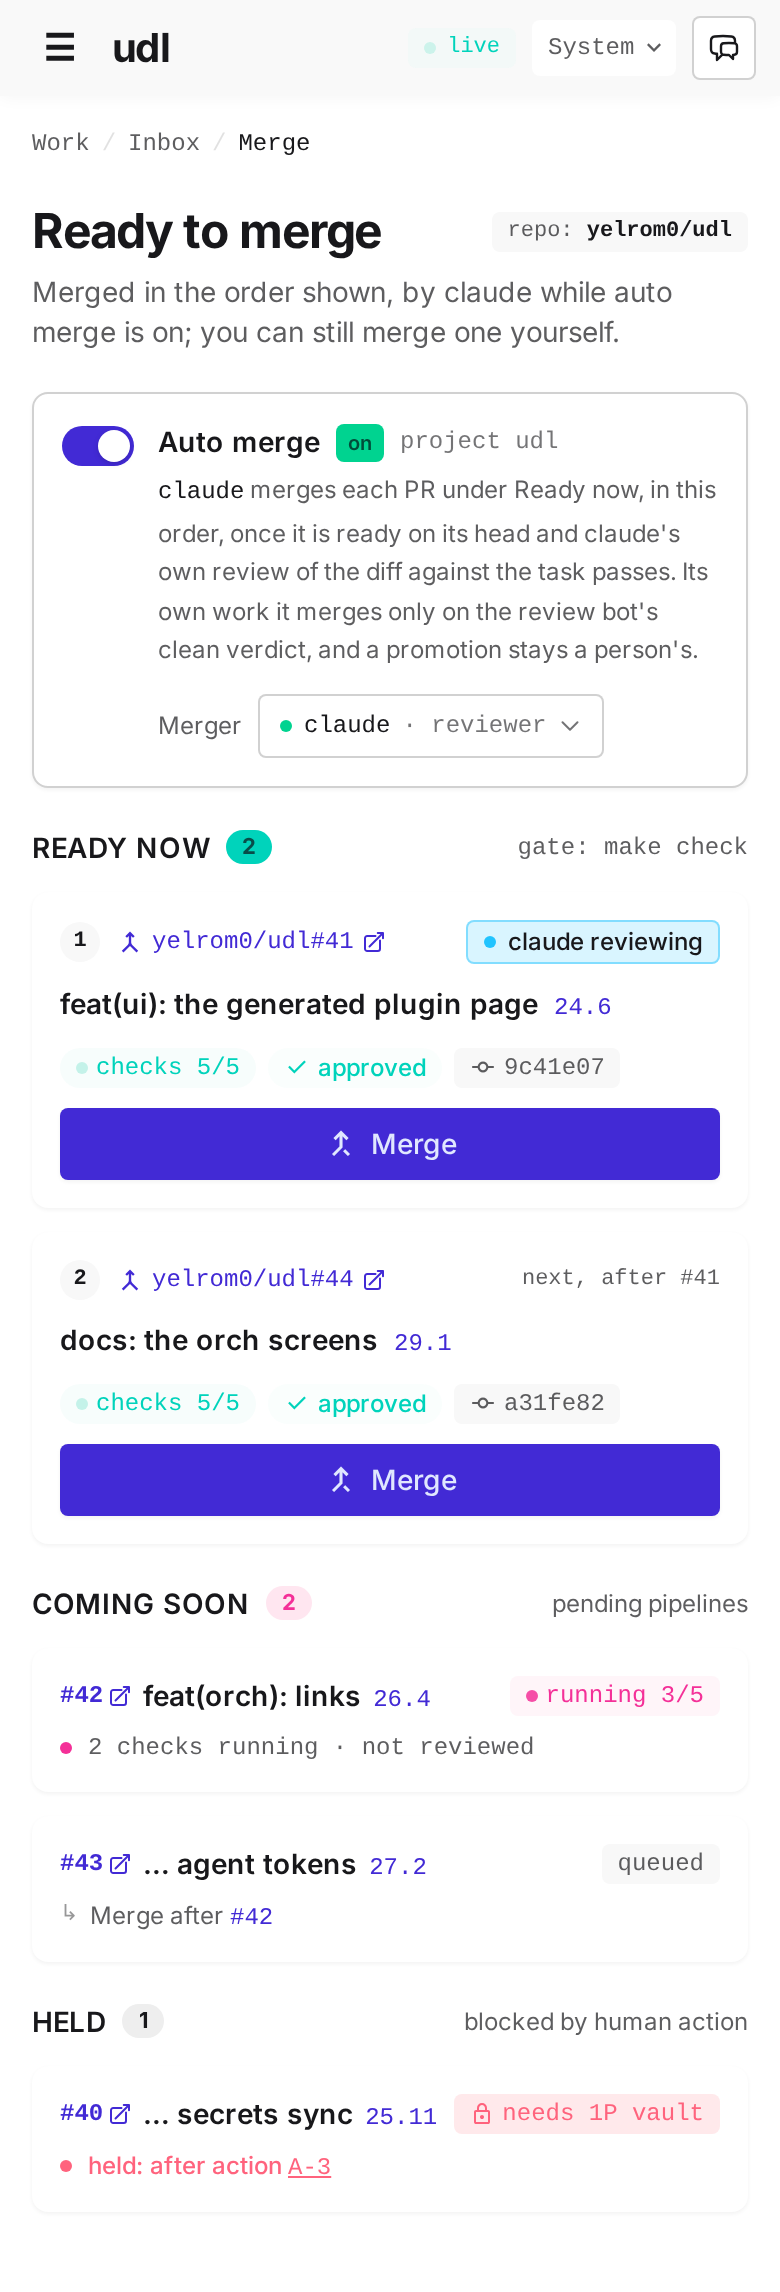 udl
live
System
Work / Inbox / Merge
Ready to merge
repo: yelrom0/udl
Merged in the order shown, by claude while auto
merge is on; you can still merge one yourself.
Auto merge on project udl
claude merges each PR under Ready now, in this
order, once it is ready on its head and claude's
own review of the diff against the task passes. Its
own work it merges only on the review bot's
clean verdict, and a promotion stays a person's.
Merger claude · reviewer
READY NOW 2
gate: make check
1 yelrom0/udl#41
claude reviewing
feat(ui): the generated plugin page 24.6
checks 5/5 approved 9c41e07
Merge
2 yelrom0/udl#44
next, after #41
docs: the orch screens 29.1
checks 5/5 approved a31fe82
Merge
COMING SOON 2
pending pipelines
#42 feat(orch): links 26.4
running 3/5
2 checks running · not reviewed
#43 … agent tokens 27.2
queued
↳ Merge after #42
HELD 1
blocked by human action
#40 … secrets sync 25.11
needs 1P vault
held: after action A-3